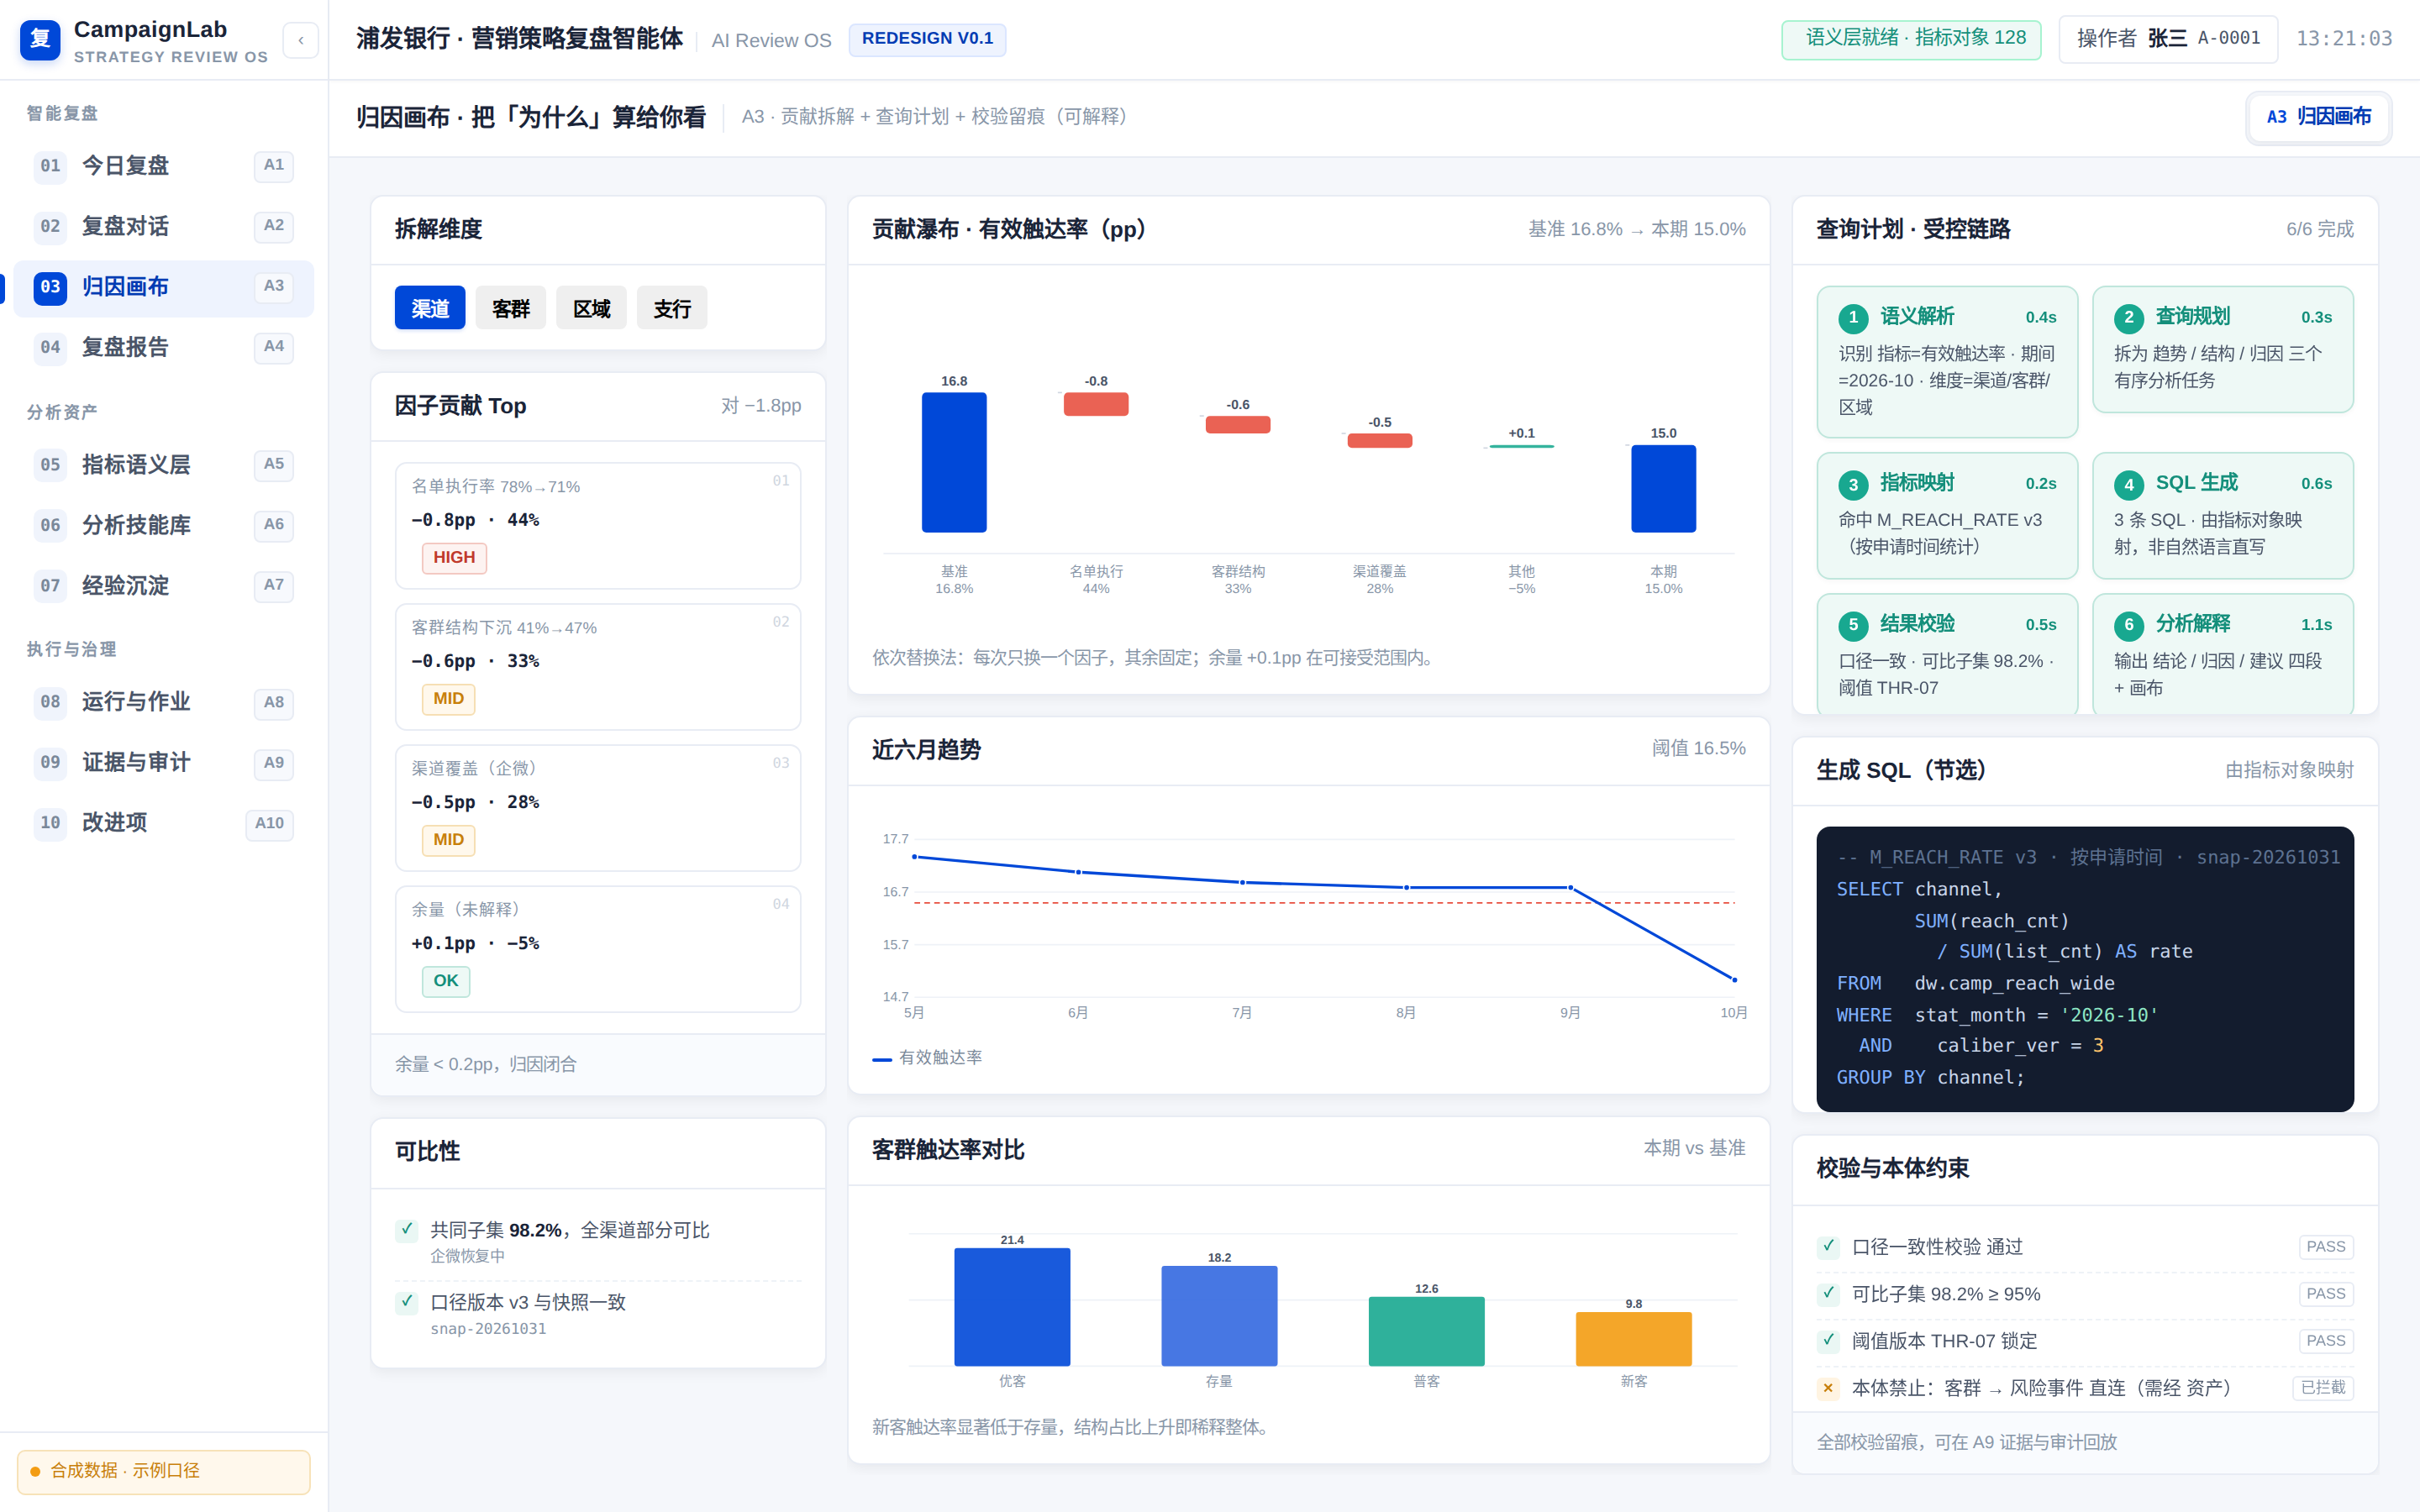 复
CampaignLab
STRATEGY REVIEW OS
‹
智能复盘
01 今日复盘 A1
02 复盘对话 A2
03 归因画布 A3
04 复盘报告 A4
分析资产
05 指标语义层 A5
06 分析技能库 A6
07 经验沉淀 A7
执行与治理
08 运行与作业 A8
09 证据与审计 A9
10 改进项 A10
合成数据 · 示例口径
浦发银行 · 营销策略复盘智能体 AI Review OS REDESIGN V0.1
语义层就绪 · 指标对象 128
操作者 张三 A-0001
13:21:03
归因画布 · 把「为什么」算给你看 A3 · 贡献拆解 + 查询计划 + 校验留痕（可解释）
A3 归因画布
拆解维度
渠道 客群 区域 支行
因子贡献 Top 对 −1.8pp
名单执行率 78%→71% 01
−0.8pp · 44%
HIGH
客群结构下沉 41%→47% 02
−0.6pp · 33%
MID
渠道覆盖（企微） 03
−0.5pp · 28%
MID
余量（未解释） 04
+0.1pp · −5%
OK
余量 < 0.2pp，归因闭合
可比性
✓ 共同子集 98.2%，全渠道部分可比
企微恢复中
✓ 口径版本 v3 与快照一致
snap-20261031
贡献瀑布 · 有效触达率（pp） 基准 16.8% → 本期 15.0%
16.8 -0.8 -0.6 -0.5 +0.1 15.0
基准 名单执行 客群结构 渠道覆盖 其他 本期
16.8% 44% 33% 28% −5% 15.0%
依次替换法：每次只换一个因子，其余固定；余量 +0.1pp 在可接受范围内。
近六月趋势 阈值 16.5%
17.7
16.7
15.7
14.7
5月 6月 7月 8月 9月 10月
有效触达率
客群触达率对比 本期 vs 基准
21.4 18.2 12.6 9.8
优客 存量 普客 新客
新客触达率显著低于存量，结构占比上升即稀释整体。
查询计划 · 受控链路 6/6 完成
1 语义解析 0.4s
识别 指标=有效触达率 · 期间
=2026-10 · 维度=渠道/客群/
区域
2 查询规划 0.3s
拆为 趋势 / 结构 / 归因 三个
有序分析任务
3 指标映射 0.2s
命中 M_REACH_RATE v3
（按申请时间统计）
4 SQL 生成 0.6s
3 条 SQL · 由指标对象映
射，非自然语言直写
5 结果校验 0.5s
口径一致 · 可比子集 98.2% ·
阈值 THR-07
6 分析解释 1.1s
输出 结论 / 归因 / 建议 四段
+ 画布
生成 SQL（节选） 由指标对象映射
-- M_REACH_RATE v3 · 按申请时间 · snap-20261031
SELECT channel,
SUM(reach_cnt)
/ SUM(list_cnt) AS rate
FROM dw.camp_reach_wide
WHERE stat_month = '2026-10'
AND caliber_ver = 3
GROUP BY channel;
校验与本体约束
✓ 口径一致性校验 通过 PASS
✓ 可比子集 98.2% ≥ 95% PASS
✓ 阈值版本 THR-07 锁定 PASS
× 本体禁止：客群 → 风险事件 直连（需经 资产） 已拦截
全部校验留痕，可在 A9 证据与审计回放